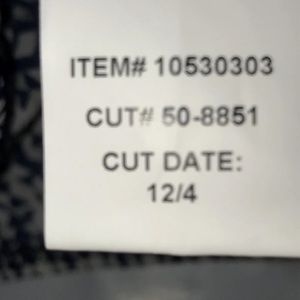 ITEM# 10530303
CUT# 50-8851
CUT DATE:
12/4